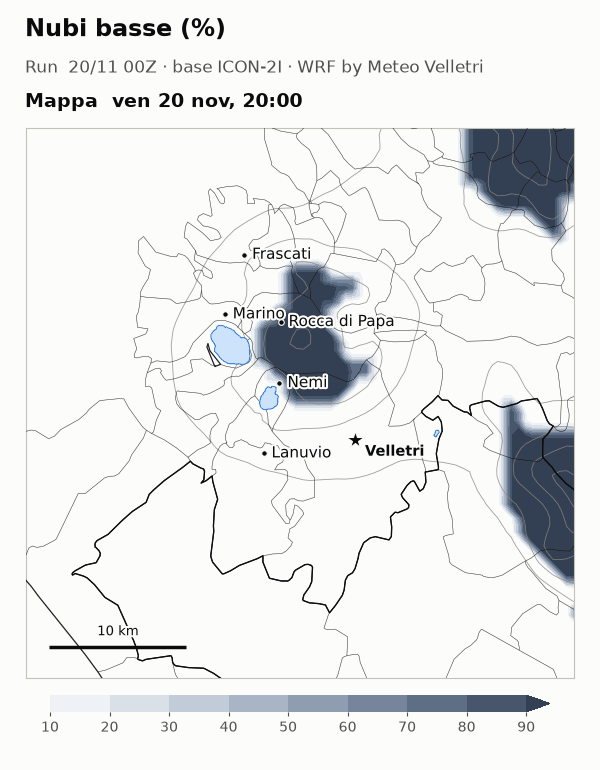 Nubi basse (%)
Run  20/11 00Z · base ICON-2I · WRF by Meteo Velletri
Mappa  ven 20 nov, 20:00
Frascati
Marino
Rocca di Papa
Nemi
Velletri
Lanuvio
10 km
10 20 30 40 50 60 70 80 90